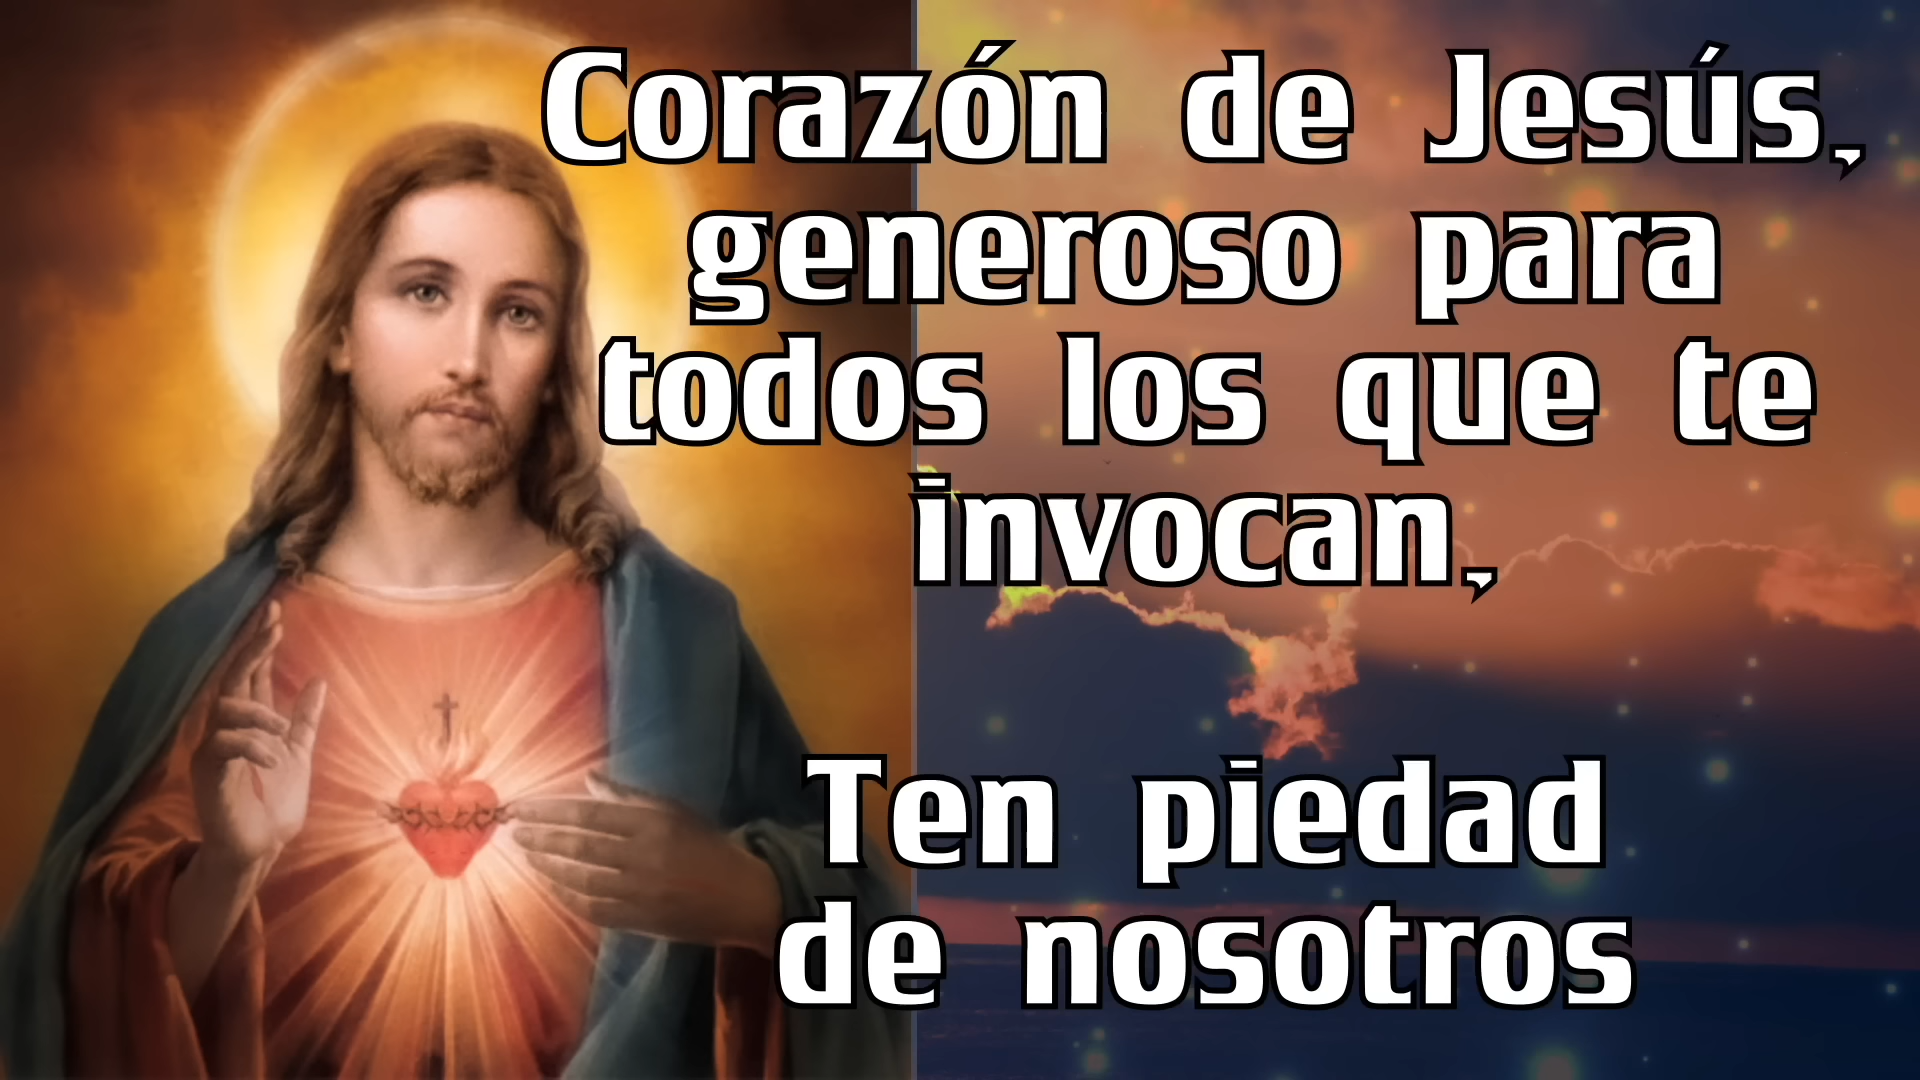 Corazón de Jesús,
generoso para
todos los que te
invocan,
Ten piedad
de nosotros